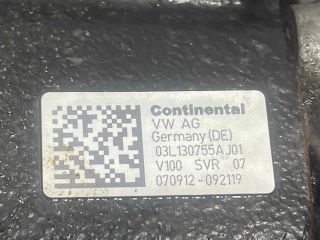 Continental
VW AG
Germany (DE)
03L130755AJ01
V100 SVR 07
070912-092119